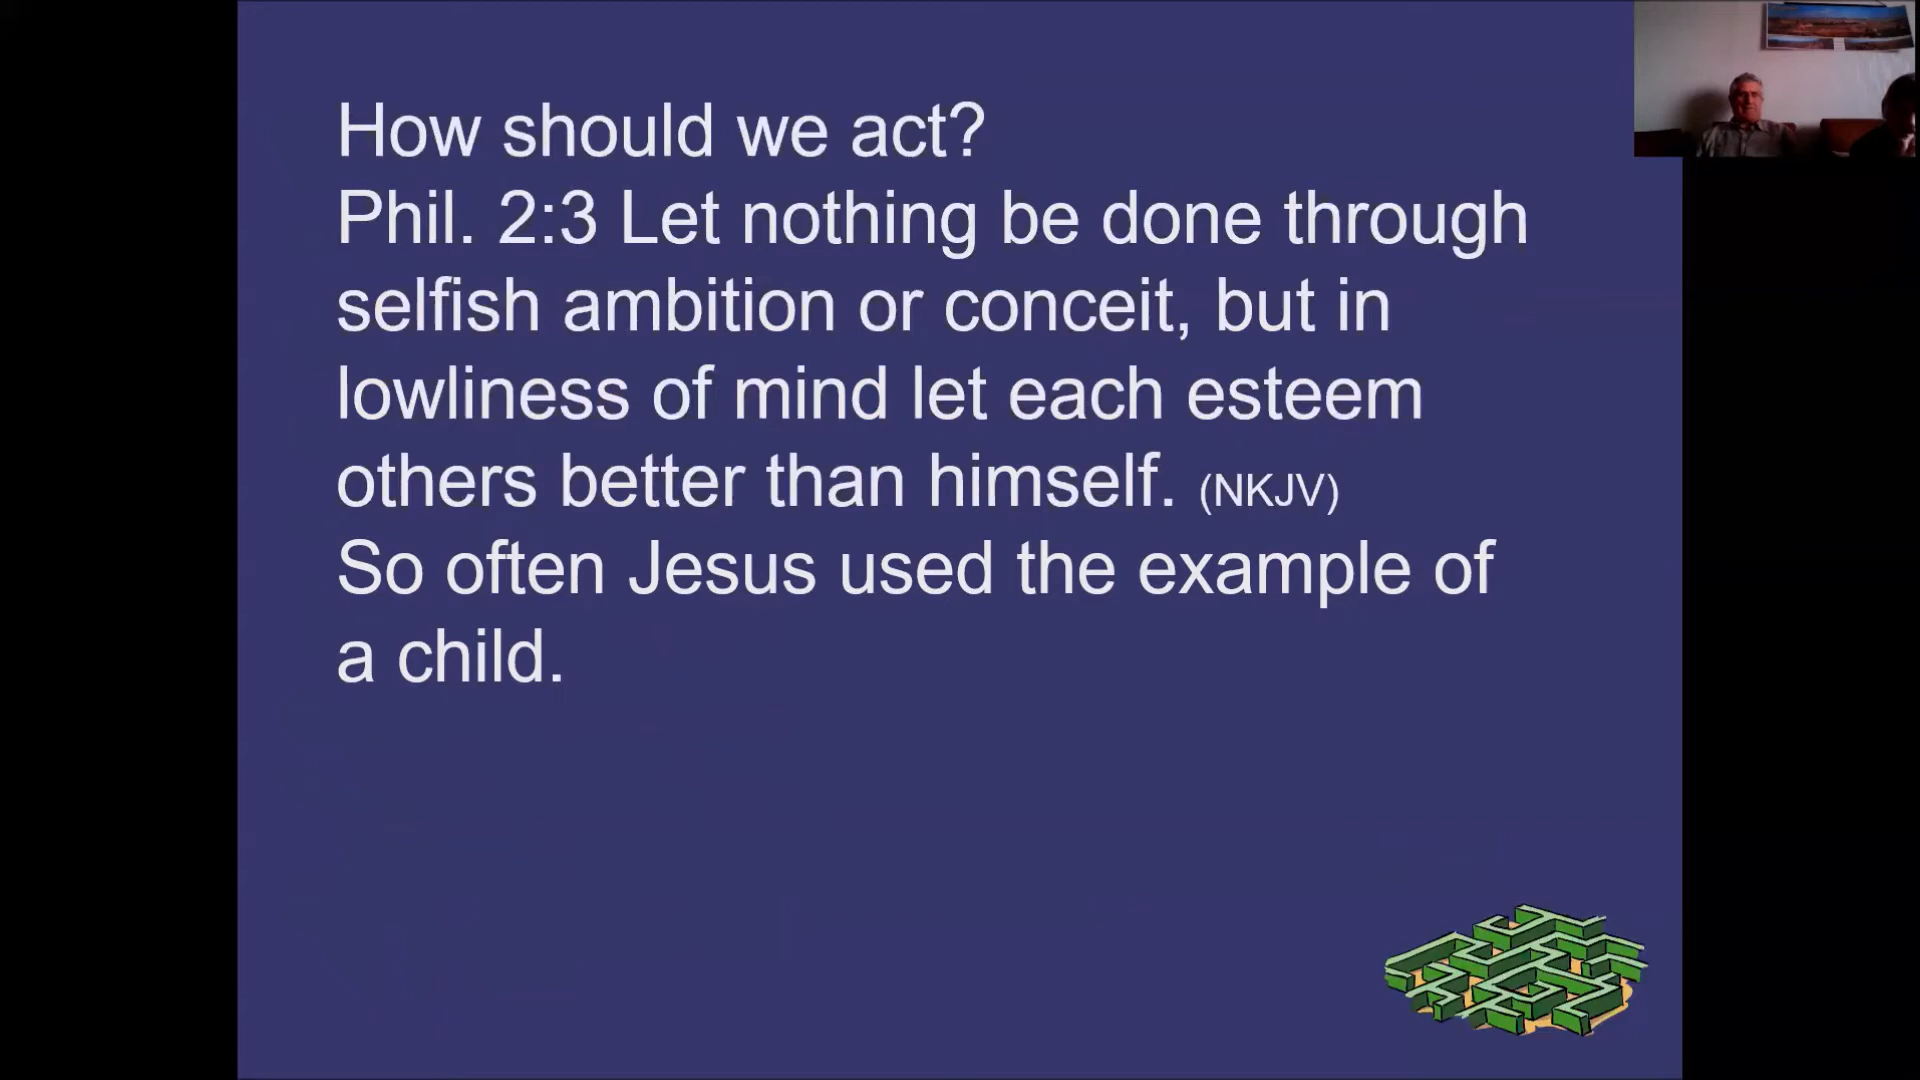 How should we act?
Phil. 2:3 Let nothing be done through
selfish ambition or conceit, but in
lowliness of mind let each esteem
others better than himself. (NKJV)
So often Jesus used the example of
a child.